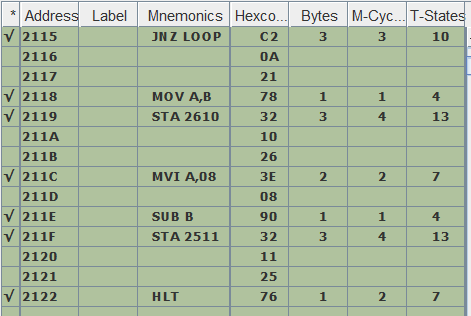 * Address Label Mnemonics Hexco... Bytes M-Cyc... T-States
√ 2115 JNZ LOOP C2 3 3 10
2116 0A
2117 21
√ 2118 MOV A,B 78 1 1 4
√ 2119 STA 2610 32 3 4 13
211A 10
211B 26
√ 211C MVI A,08 3E 2 2 7
211D 08
√ 211E SUB B 90 1 1 4
√ 211F STA 2511 32 3 4 13
2120 11
2121 25
√ 2122 HLT 76 1 2 7